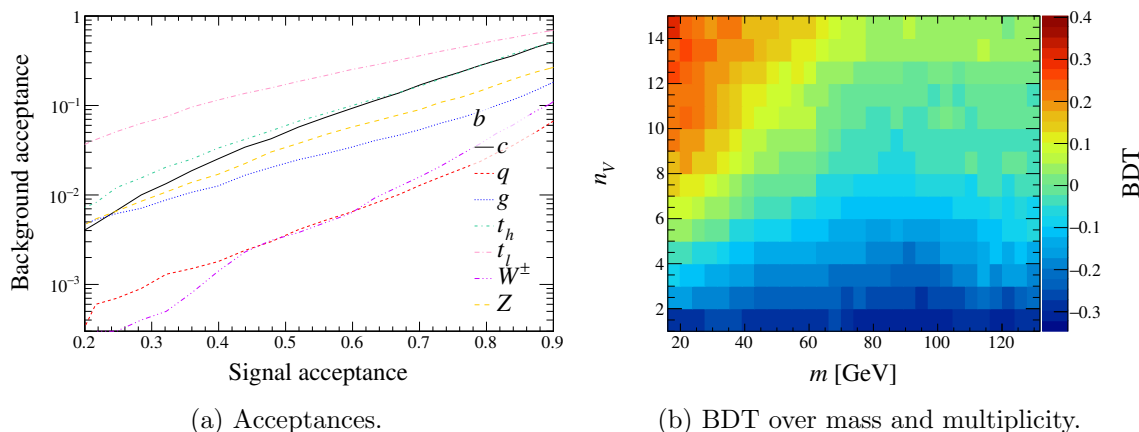 1
10⁻¹
10⁻²
10⁻³
Background acceptance
b
c
q
g
t_h
t_l
W±
Z
0.2 0.3 0.4 0.5 0.6 0.7 0.8 0.9
Signal acceptance
(a) Acceptances.
14
12
10
8
6
4
2
n_V
20 40 60 80 100 120
m [GeV]
0.4
0.3
0.2
0.1
0
−0.1
−0.2
−0.3
BDT
(b) BDT over mass and multiplicity.